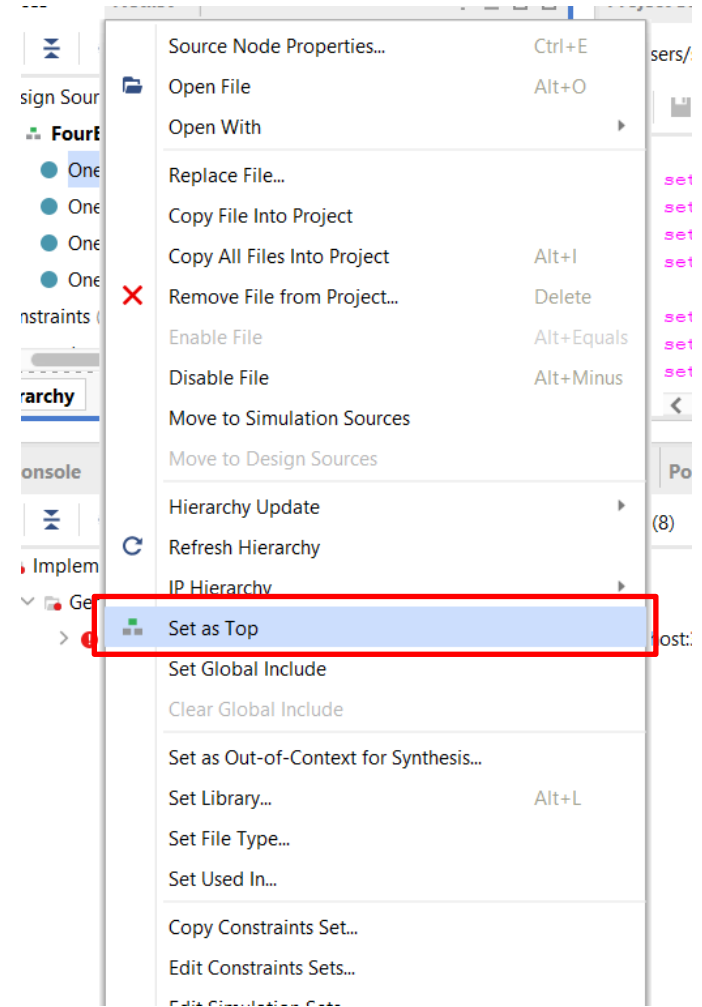 Source Node Properties... Ctrl+E
sers/
Open File Alt+O
sign Sour
Open With
FourB
One
Replace File...
set
One
Copy File Into Project
set
set
One
Copy All Files Into Project Alt+I
set
One
Remove File from Project... Delete
nstraints (
set
Enable File Alt+Equals
set
Disable File Alt+Minus
set
rarchy
Move to Simulation Sources
Move to Design Sources
onsole
Po
Hierarchy Update
(8)
Refresh Hierarchy
Implem
IP Hierarchy
Ge
Set as Top
host:
Set Global Include
Clear Global Include
Set as Out-of-Context for Synthesis...
Set Library... Alt+L
Set File Type...
Set Used In...
Copy Constraints Set...
Edit Constraints Sets...
Edit Simulation Sets